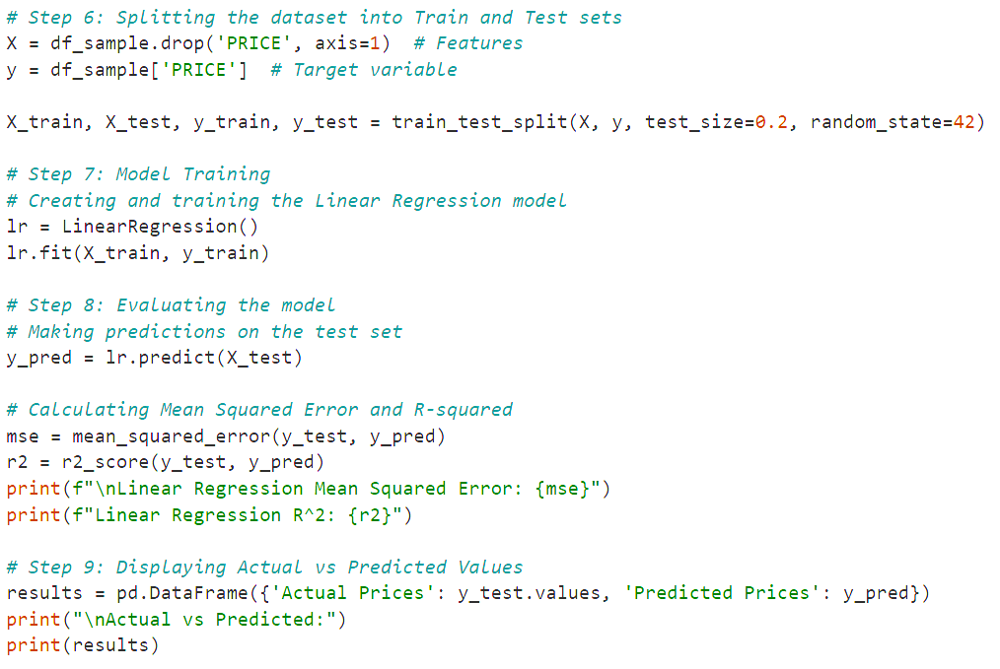 # Step 6: Splitting the dataset into Train and Test sets
X = df_sample.drop('PRICE', axis=1)  # Features
y = df_sample['PRICE']  # Target variable
X_train, X_test, y_train, y_test = train_test_split(X, y, test_size=0.2, random_state=42)
# Step 7: Model Training
# Creating and training the Linear Regression model
lr = LinearRegression()
lr.fit(X_train, y_train)
# Step 8: Evaluating the model
# Making predictions on the test set
y_pred = lr.predict(X_test)
# Calculating Mean Squared Error and R-squared
mse = mean_squared_error(y_test, y_pred)
r2 = r2_score(y_test, y_pred)
print(f"\nLinear Regression Mean Squared Error: {mse}")
print(f"Linear Regression R^2: {r2}")
# Step 9: Displaying Actual vs Predicted Values
results = pd.DataFrame({'Actual Prices': y_test.values, 'Predicted Prices': y_pred})
print("\nActual vs Predicted:")
print(results)